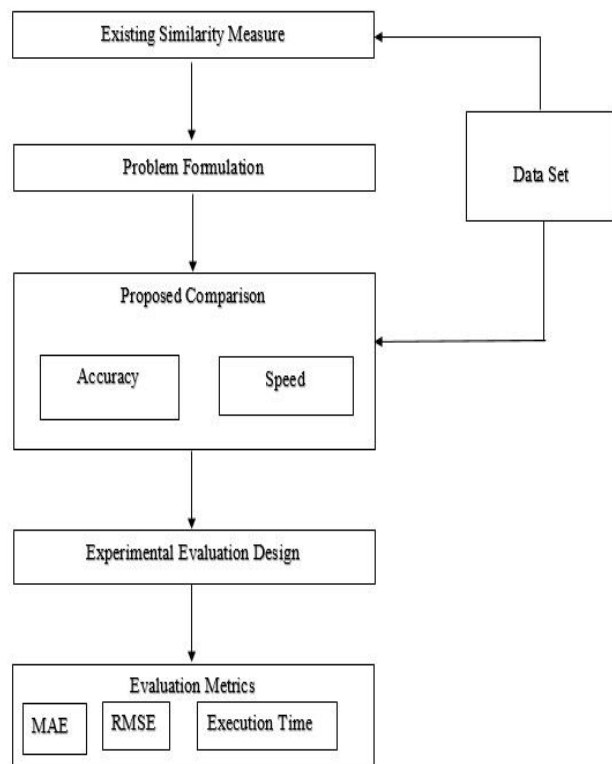 Existing Similarity Measure
Problem Formulation
Data Set
Proposed Comparison
Accuracy
Speed
Experimental Evaluation Design
Evaluation Metrics
MAE
RMSE
Execution Time